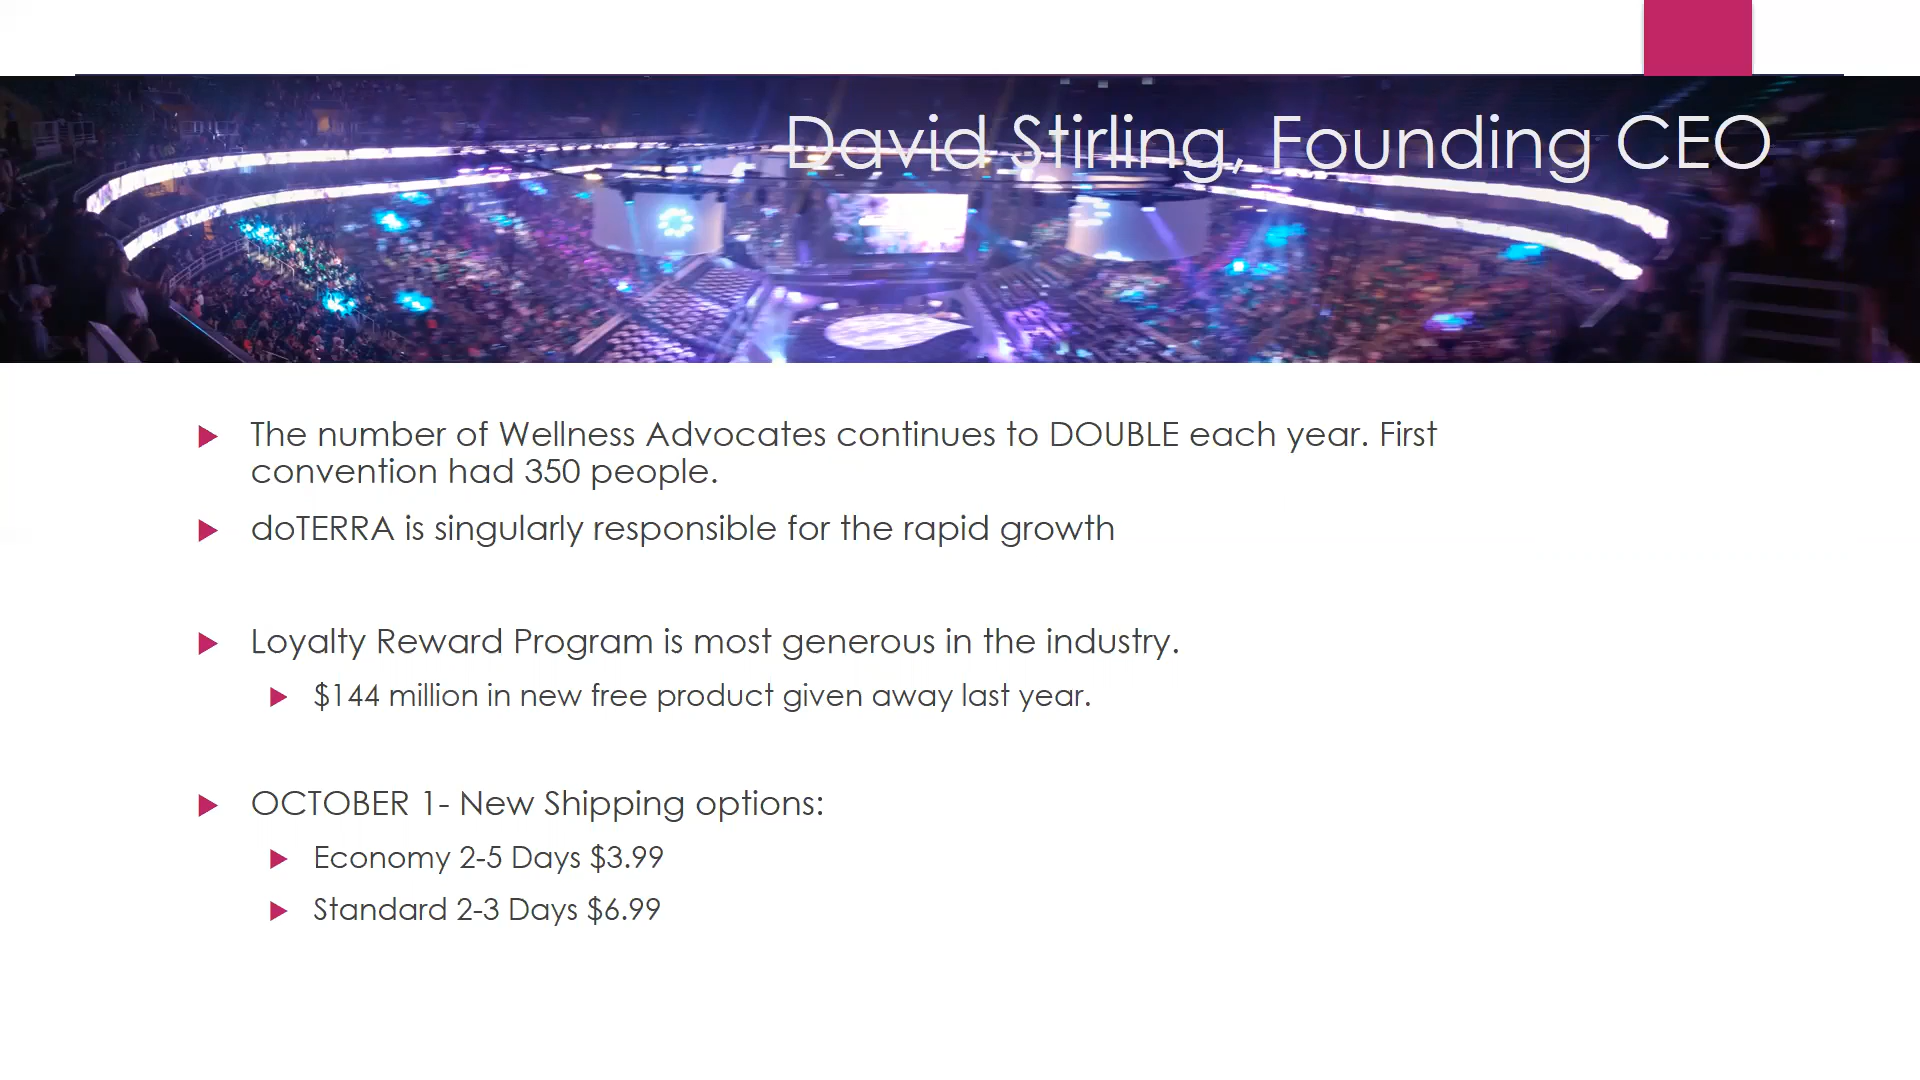 David Stirling, Founding CEO
The number of Wellness Advocates continues to DOUBLE each year. First
convention had 350 people.
doTERRA is singularly responsible for the rapid growth
Loyalty Reward Program is most generous in the industry.
$144 million in new free product given away last year.
OCTOBER 1- New Shipping options:
Economy 2-5 Days $3.99
Standard 2-3 Days $6.99